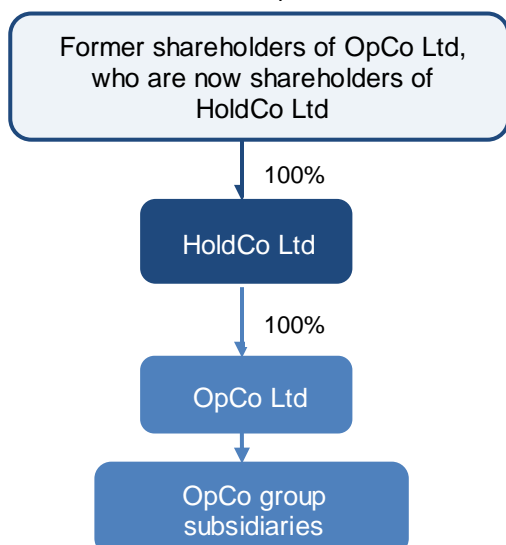 Former shareholders of OpCo Ltd,
who are now shareholders of
HoldCo Ltd
100%
HoldCo Ltd
100%
OpCo Ltd
OpCo group
subsidiaries